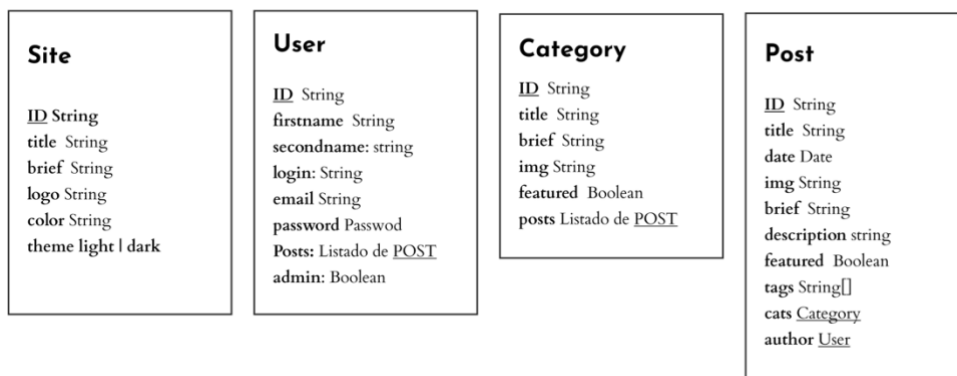 Site
ID String
title String
brief String
logo String
color String
theme light | dark
User
ID String
firstname String
secondname: string
login: String
email String
password Passwod
Posts: Listado de POST
admin: Boolean
Category
ID String
title String
brief String
img String
featured Boolean
posts Listado de POST
Post
ID String
title String
date Date
img String
brief String
description string
featured Boolean
tags String[]
cats Category
author User